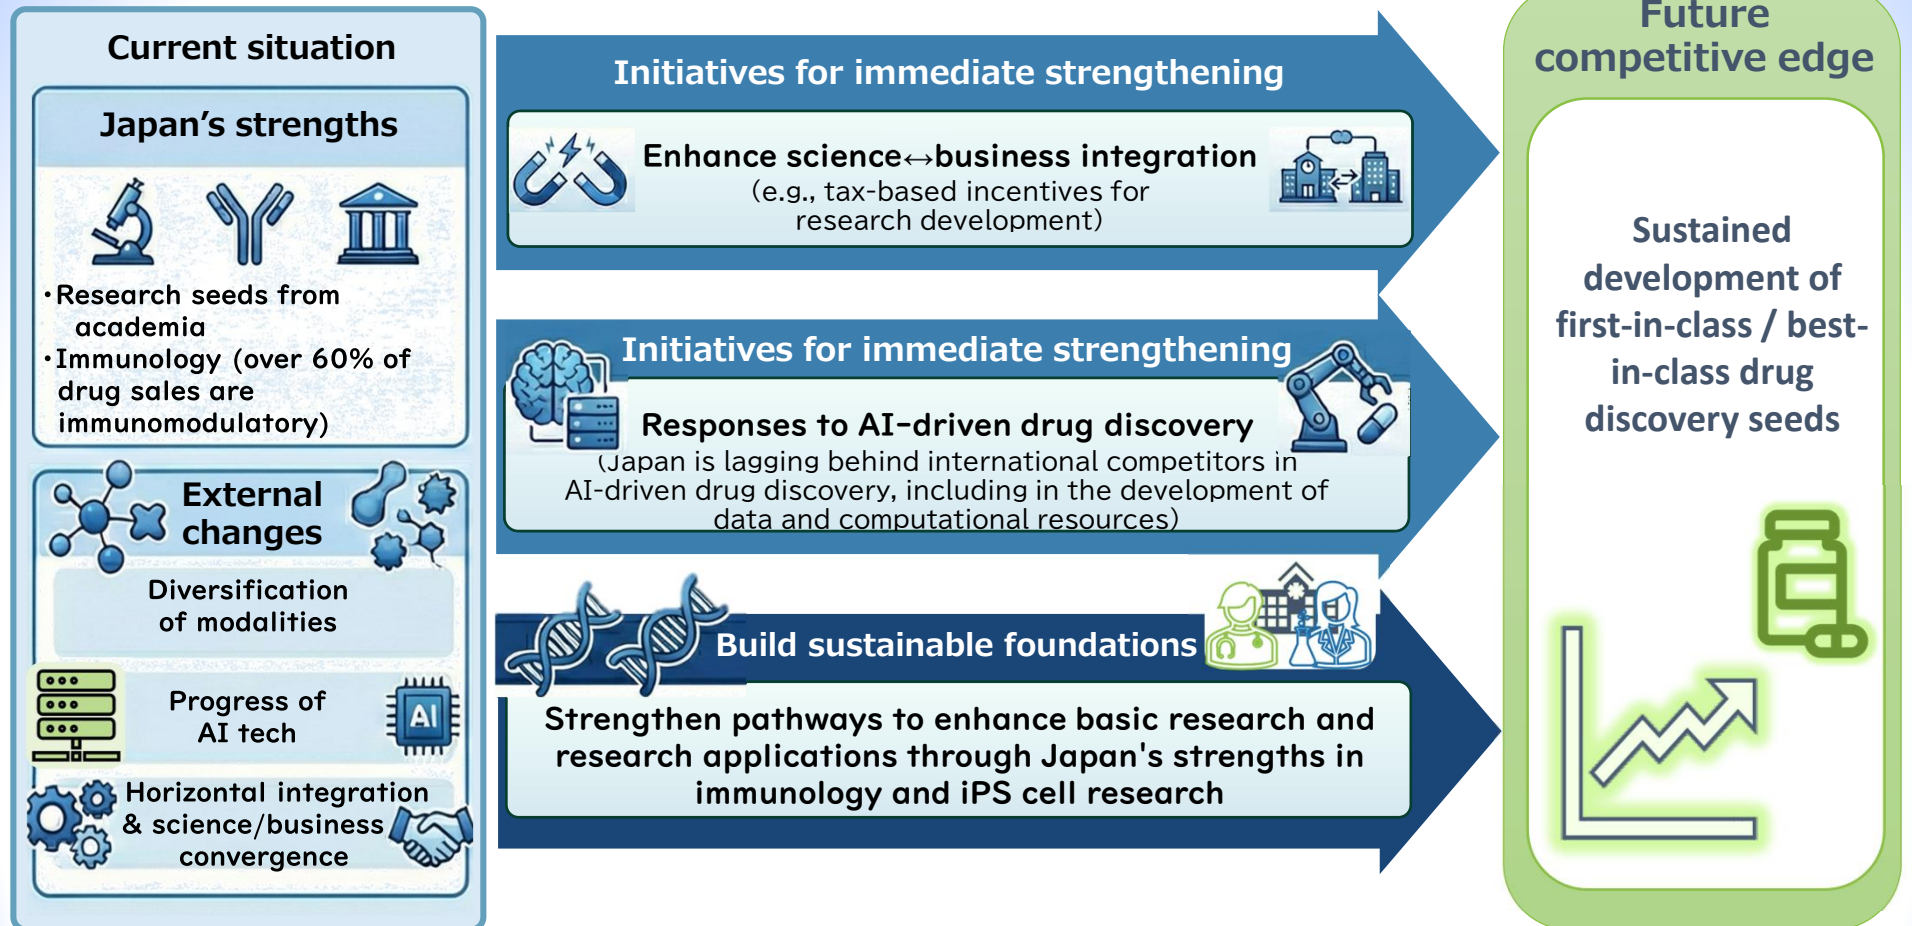 Current situation
Japan’s strengths
・Research seeds from
academia
・Immunology (over 60% of
drug sales are
immunomodulatory)
External
changes
Diversification
of modalities
Progress of
AI tech
AI
Horizontal integration
& science/business
convergence
Initiatives for immediate strengthening
Enhance science↔business integration
(e.g., tax-based incentives for
research development)
Initiatives for immediate strengthening
Responses to AI-driven drug discovery
(Japan is lagging behind international competitors in
AI-driven drug discovery, including in the development of
data and computational resources)
Build sustainable foundations
Strengthen pathways to enhance basic research and
research applications through Japan's strengths in
immunology and iPS cell research
Future
competitive edge
Sustained
development of
first-in-class / best-
in-class drug
discovery seeds